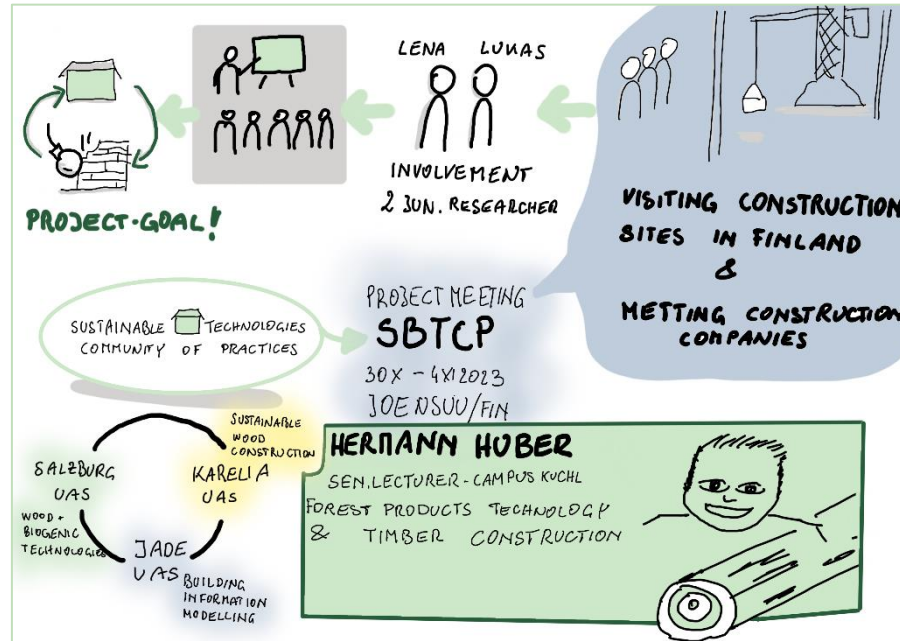 LENA LUKAS
INVOLVEMENT
2 JUN. RESEARCHER
PROJECT-GOAL!
VISITING CONSTRUCTION
SITES IN FINLAND
&
METTING CONSTRUCTION
COMPANIES
PROJECT MEETING
SBTCP
30X – 4XI2023
JOENSUU/FIN
SUSTAINABLE TECHNOLOGIES
COMMUNITY OF PRACTICES
SUSTAINABLE
WOOD
CONSTRUCTION
SALZBURG
UAS
KARELIA
UAS
WOOD +
BIOGENIC
TECHNOLOGIES
JADE
UAS
BUILDING
INFORMATION
MODELLING
HERMANN HUBER
SEN.LECTURER-CAMPUS KUCHL
FOREST PRODUCTS TECHNOLOGY
& TIMBER CONSTRUCTION